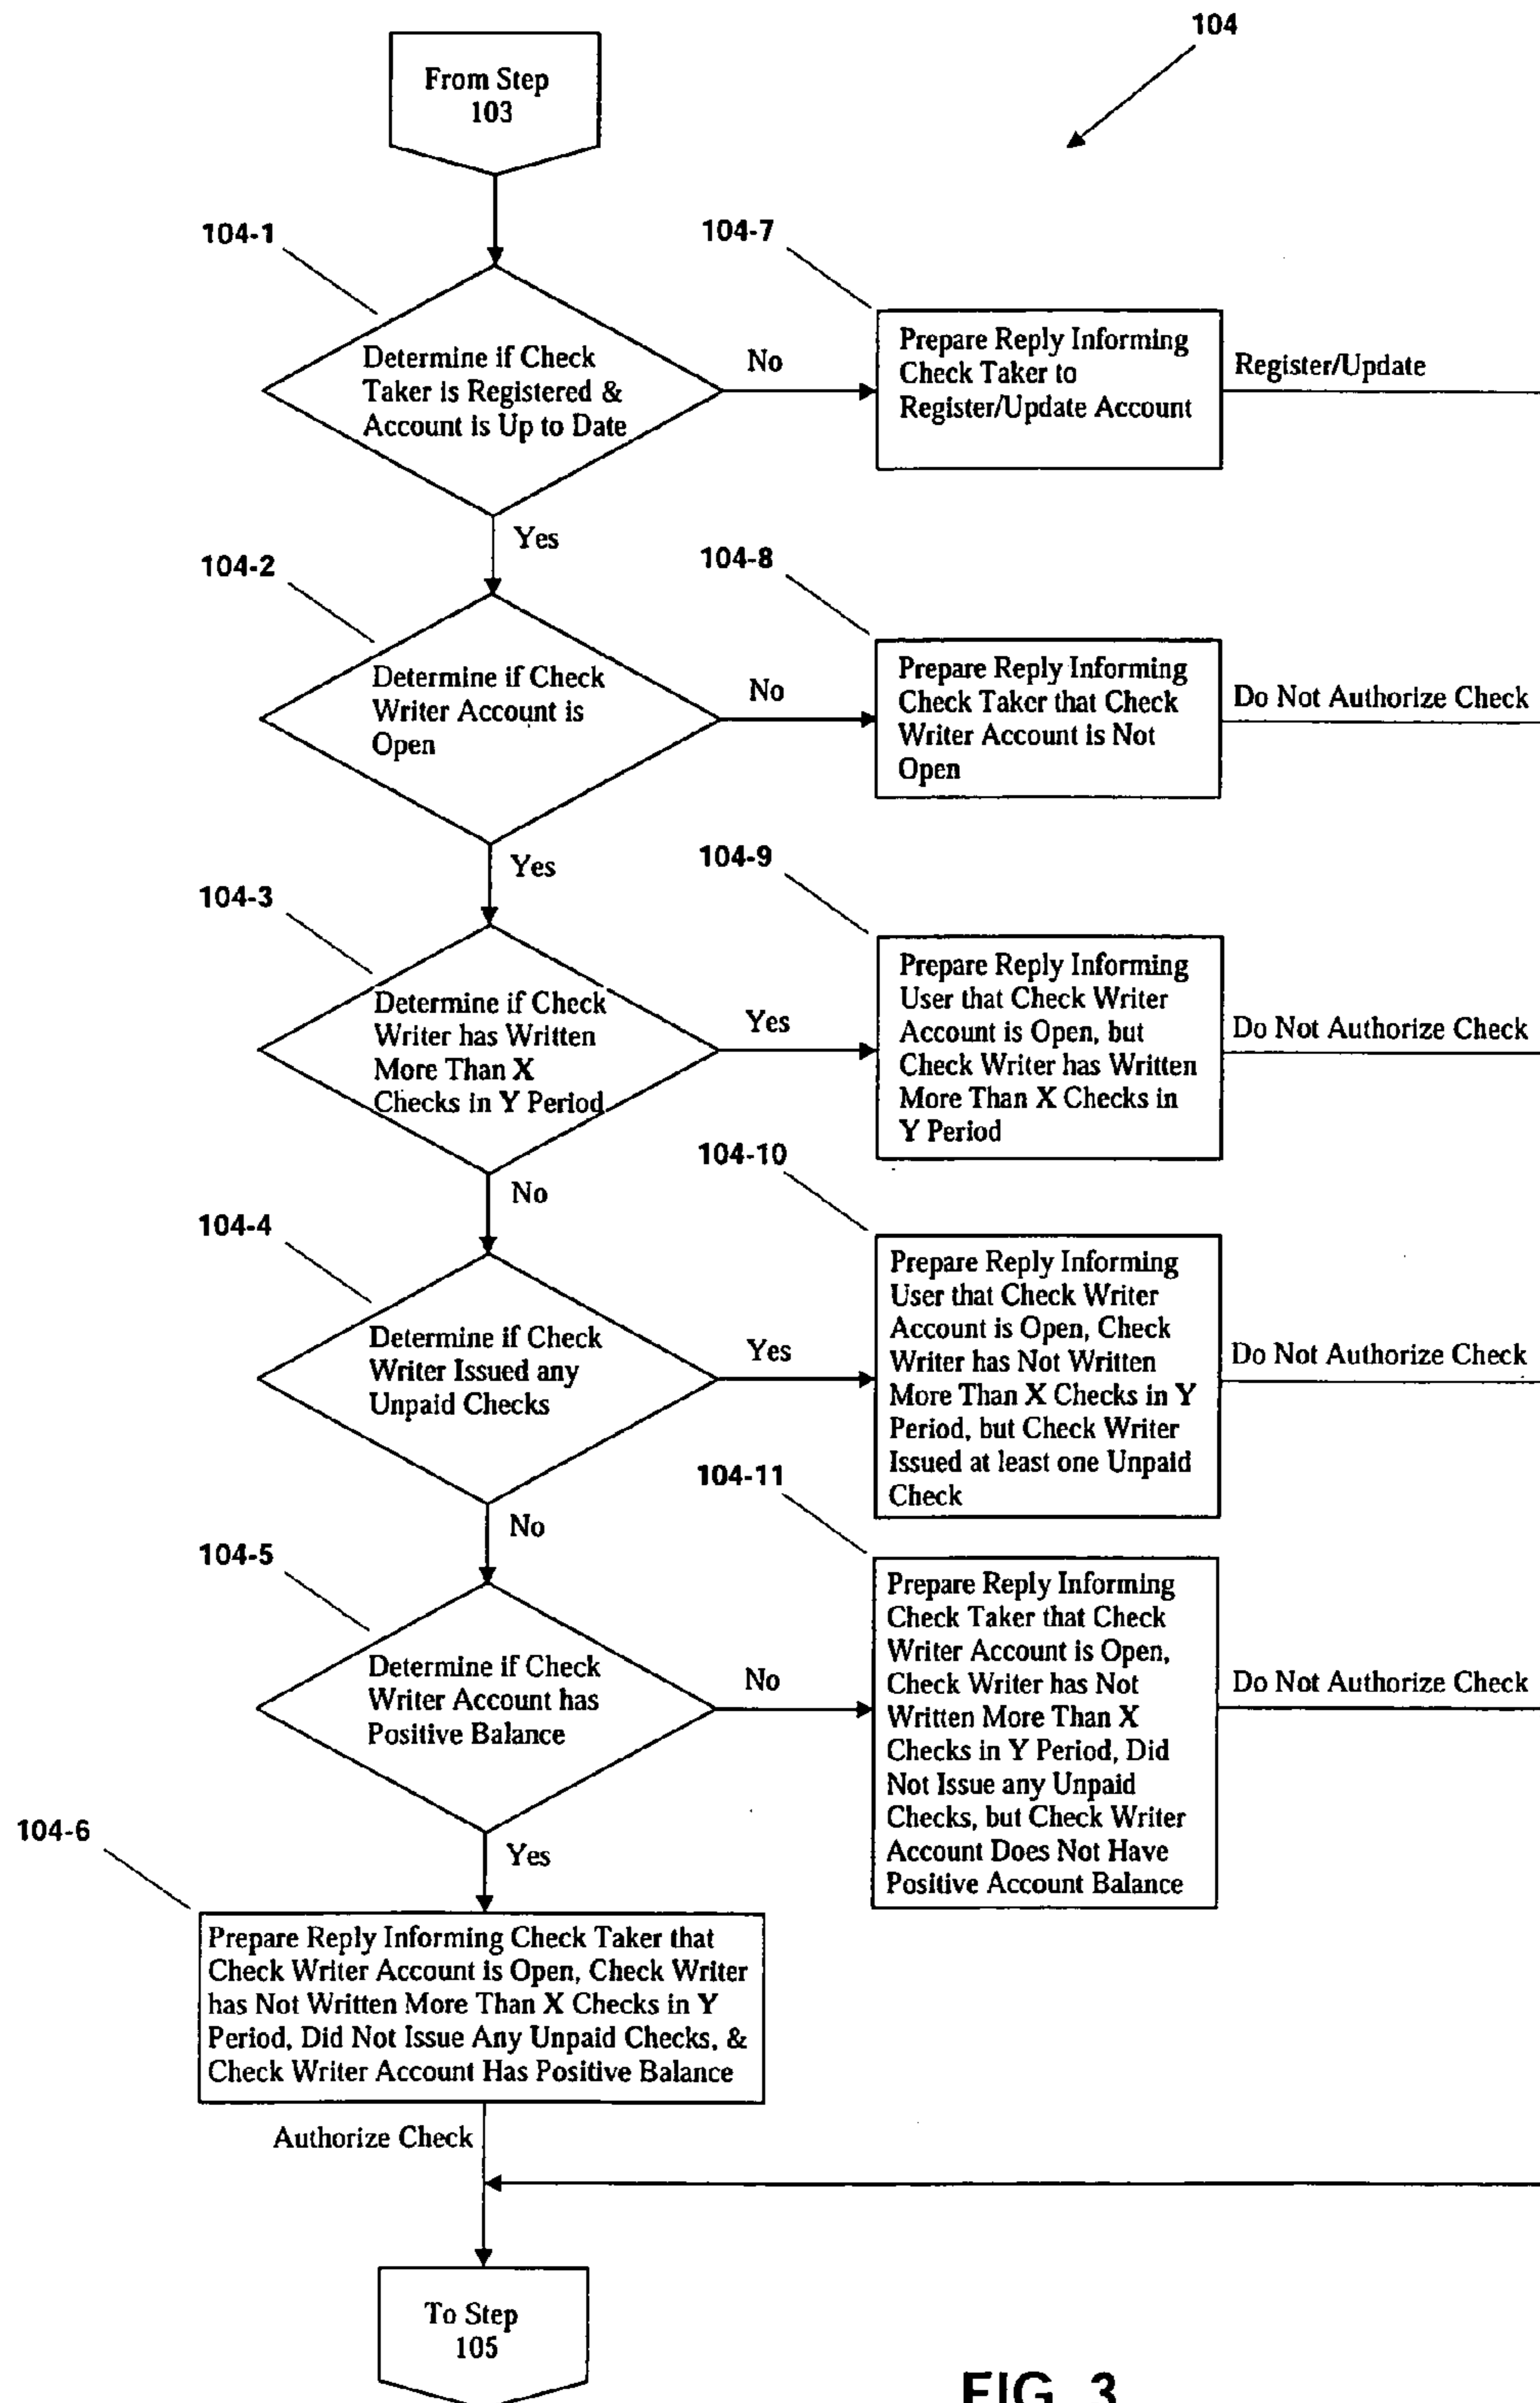 104
From Step
103
104-1
Determine if Check
Taker is Registered &
Account is Up to Date
No
104-7
Prepare Reply Informing
Check Taker to
Register/Update Account
Register/Update
Yes
104-2
Determine if Check
Writer Account is
Open
No
104-8
Prepare Reply Informing
Check Taker that Check
Writer Account is Not
Open
Do Not Authorize Check
Yes
104-3
Determine if Check
Writer has Written
More Than X
Checks in Y Period
Yes
104-9
Prepare Reply Informing
User that Check Writer
Account is Open, but
Check Writer has Written
More Than X Checks in
Y Period
Do Not Authorize Check
No
104-4
Determine if Check
Writer Issued any
Unpaid Checks
Yes
104-10
Prepare Reply Informing
User that Check Writer
Account is Open, Check
Writer has Not Written
More Than X Checks in Y
Period, but Check Writer
Issued at least one Unpaid
Check
Do Not Authorize Check
No
104-5
Determine if Check
Writer Account has
Positive Balance
No
104-11
Prepare Reply Informing
Check Taker that Check
Writer Account is Open,
Check Writer has Not
Written More Than X
Checks in Y Period, Did
Not Issue any Unpaid
Checks, but Check Writer
Account Does Not Have
Positive Account Balance
Do Not Authorize Check
Yes
104-6
Prepare Reply Informing Check Taker that
Check Writer Account is Open, Check Writer
has Not Written More Than X Checks in Y
Period, Did Not Issue Any Unpaid Checks, &
Check Writer Account Has Positive Balance
Authorize Check
To Step
105
FIG. 3